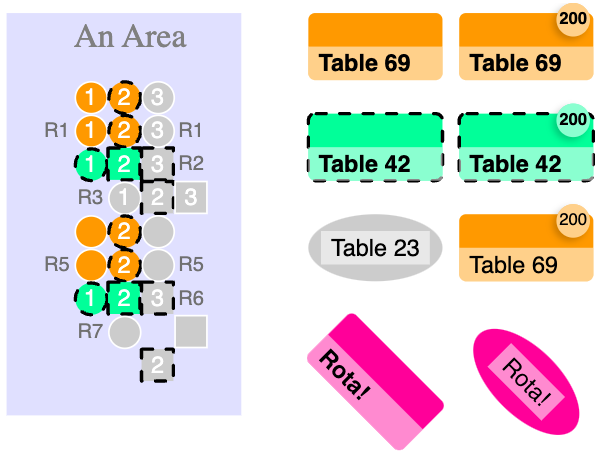 An Area
1 2 3
R1 1 2 3 R1
1 2 3 R2
R3 1 2 3
2
R5 2 R5
1 2 3 R6
R7
2
Table 69
200
Table 69
Table 42
200
Table 42
Table 23
200
Table 69
Rota!
Rota!